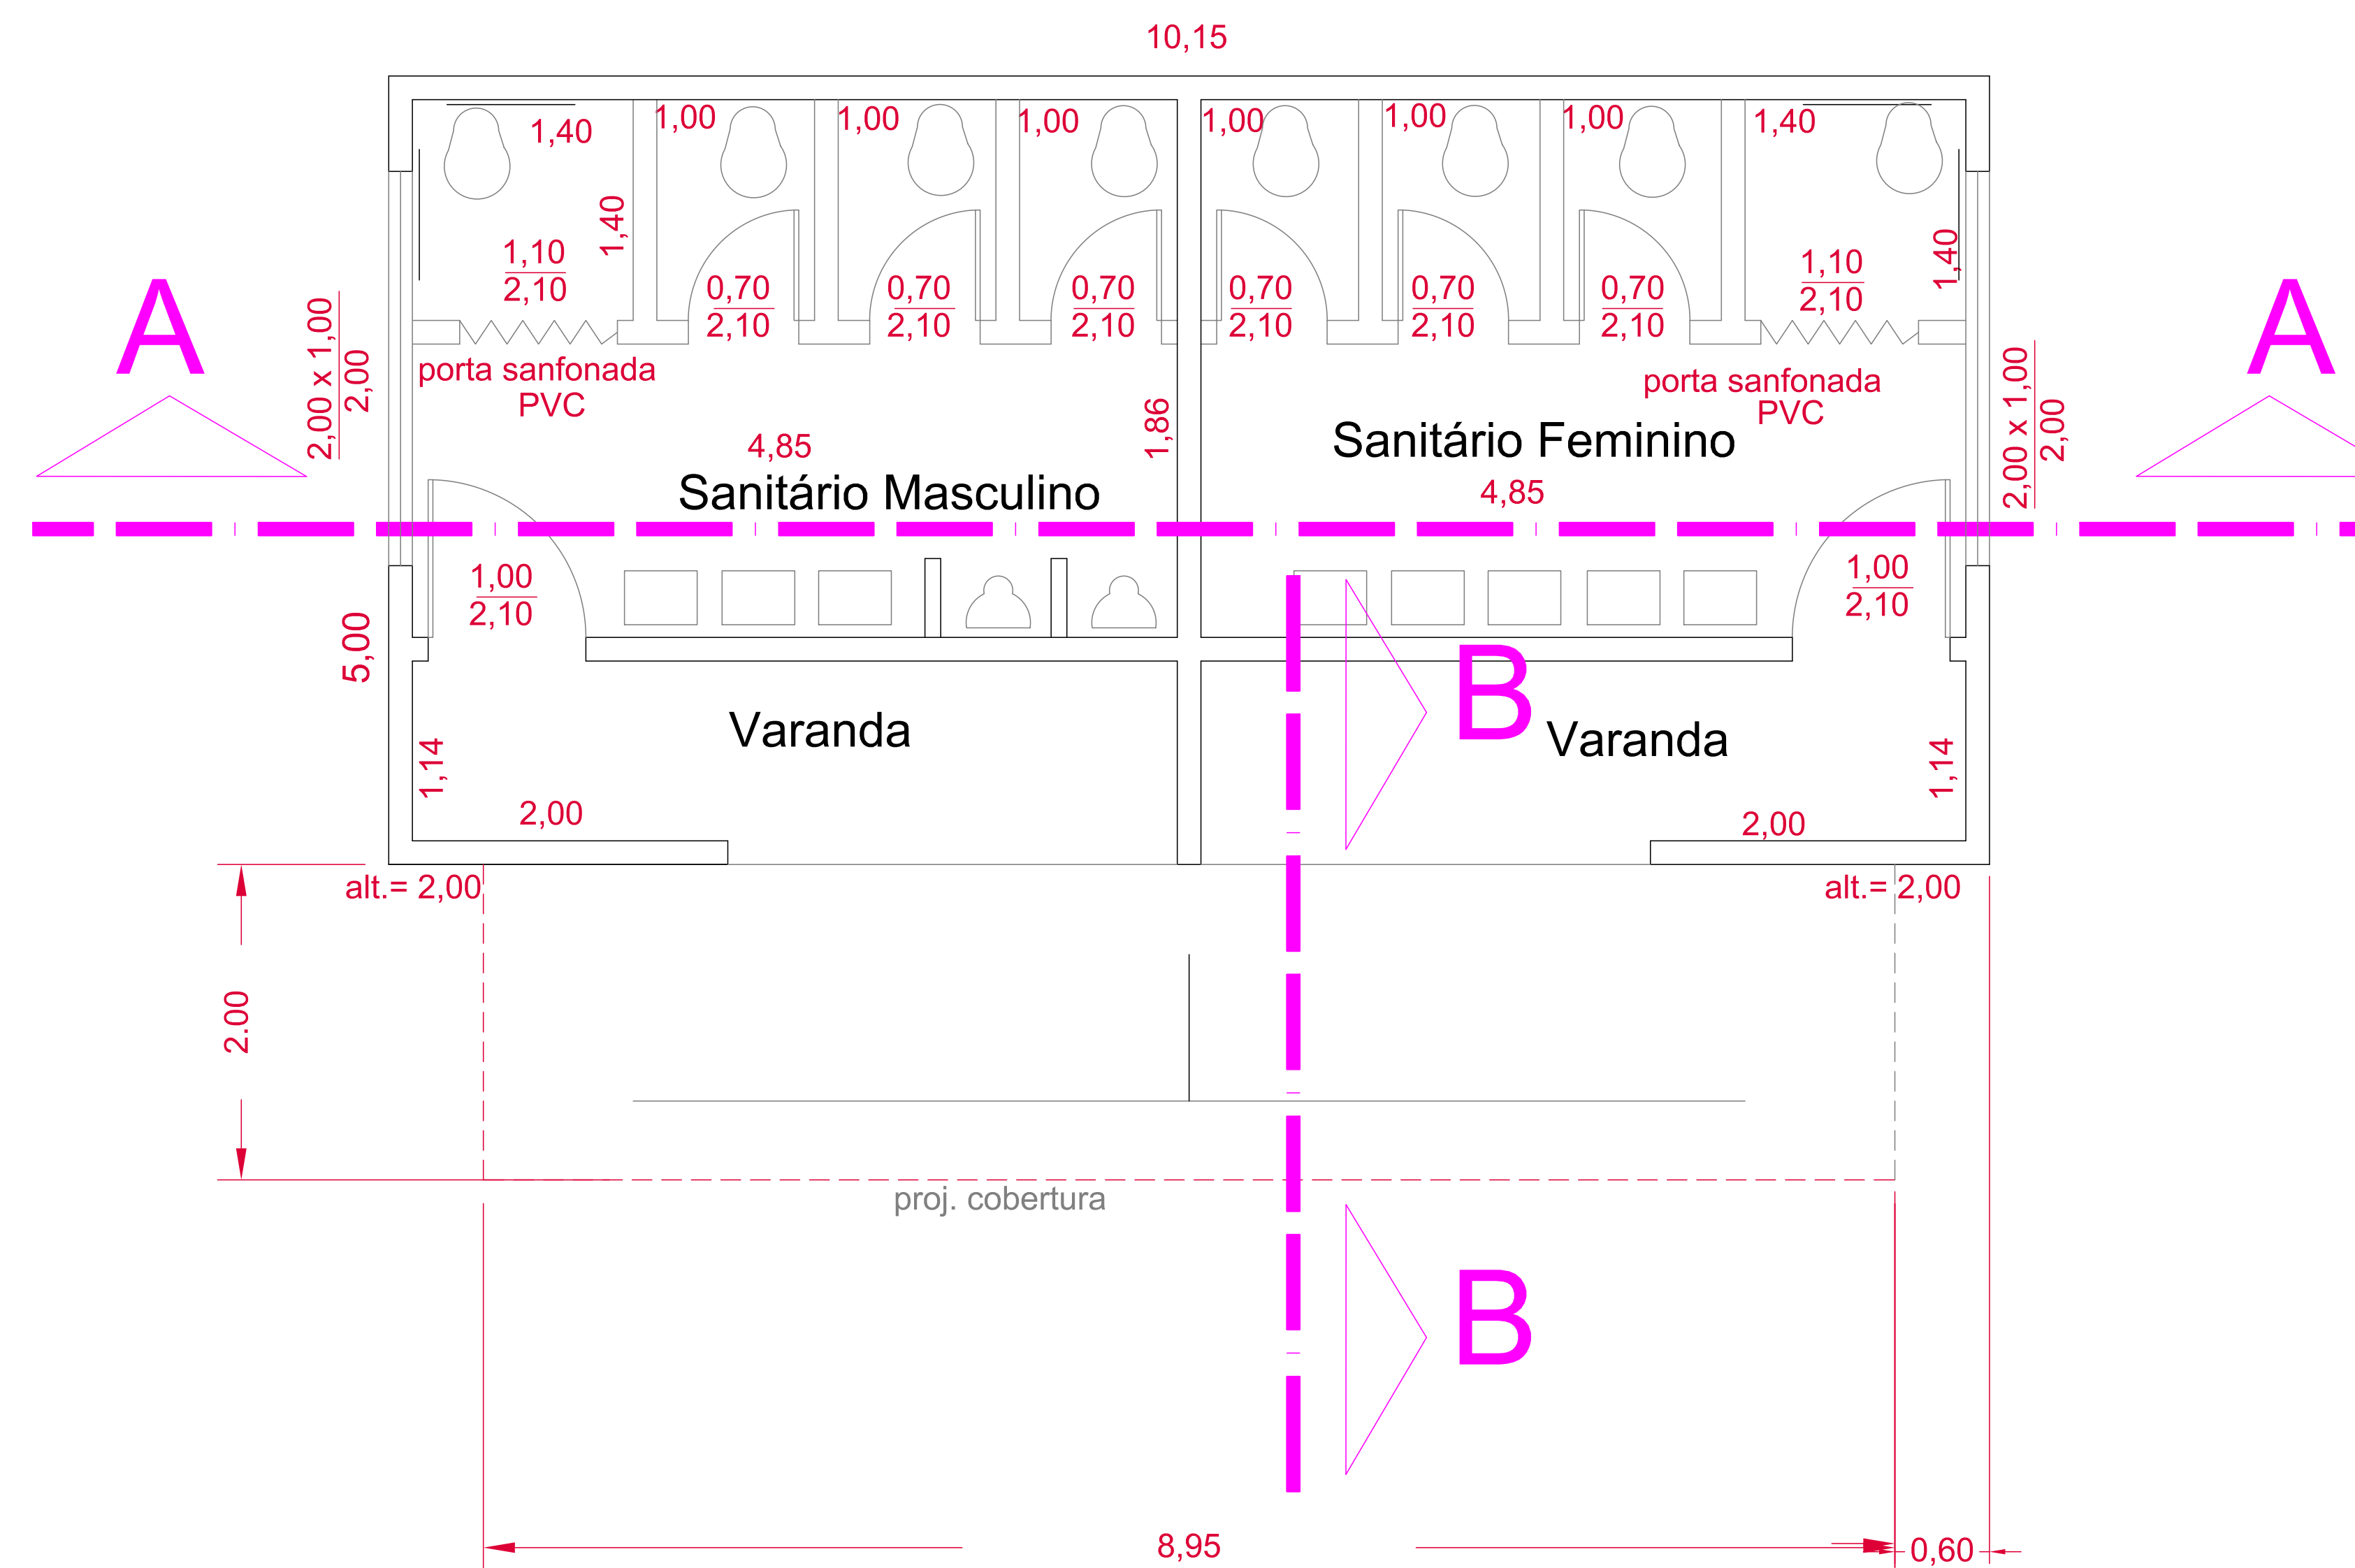 10,15
1,40
1,00
1,00
1,00
1,00
1,00
1,00
1,40
1,40
1,40
1,10
2,10
0,70
2,10
0,70
2,10
0,70
2,10
0,70
2,10
0,70
2,10
0,70
2,10
1,10
2,10
A
A
2,00 x 1,00
2,00
2,00 x 1,00
2,00
porta sanfonada
PVC
porta sanfonada
PVC
4,85
1,86
Sanitário Masculino
Sanitário Feminino
4,85
1,00
2,10
1,00
2,10
5,00
B
Varanda
Varanda
1,14
1,14
2,00
2,00
alt.= 2,00
alt.= 2,00
2.00
proj. cobertura
B
8,95
0,60